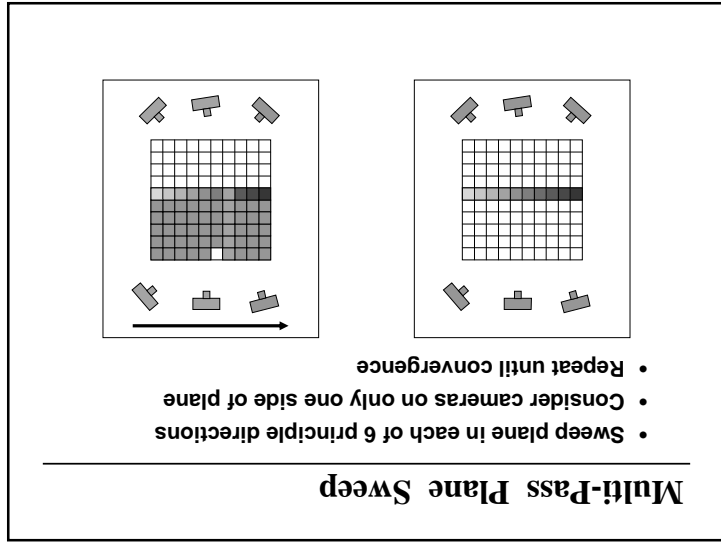 Multi-Pass Plane Sweep
• Sweep plane in each of 6 principle directions
• Consider cameras on only one side of plane
• Repeat until convergence